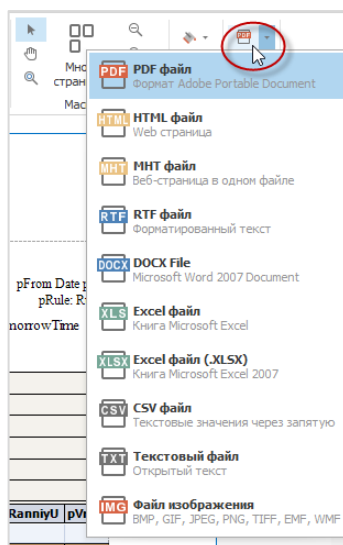 PDF
Мно
стран
Мас
PDF
PDF файл
Формат Adobe Portable Document
HTML
HTML файл
Web страница
MHT
MHT файл
Веб-страница в одном файле
RTF
RTF файл
Форматированный текст
DOCX
DOCX File
Microsoft Word 2007 Document
XLS
Excel файл
Книга Microsoft Excel
XLSX
Excel файл (.XLSX)
Книга Microsoft Excel 2007
CSV
CSV файл
Текстовые значения через запятую
TXT
Текстовый файл
Открытый текст
IMG
Файл изображения
BMP, GIF, JPEG, PNG, TIFF, EMF, WMF
pFrom Date p
pRule: R
norrowTime
RanniyU pVr